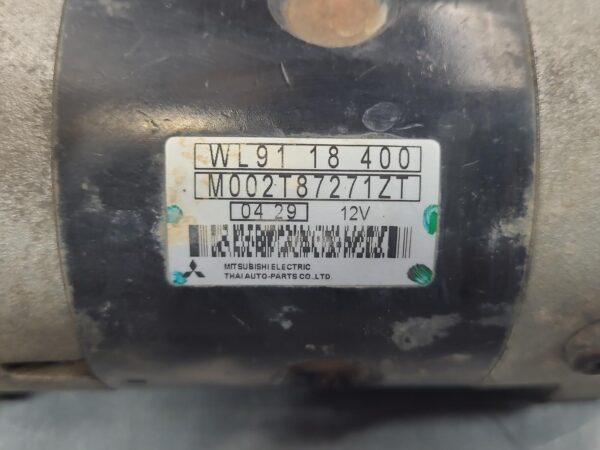 WL91 18 400
M002T87271ZT
04 29 12V
MITSUBISHI ELECTRIC
THAI AUTO-PARTS CO.,LTD.